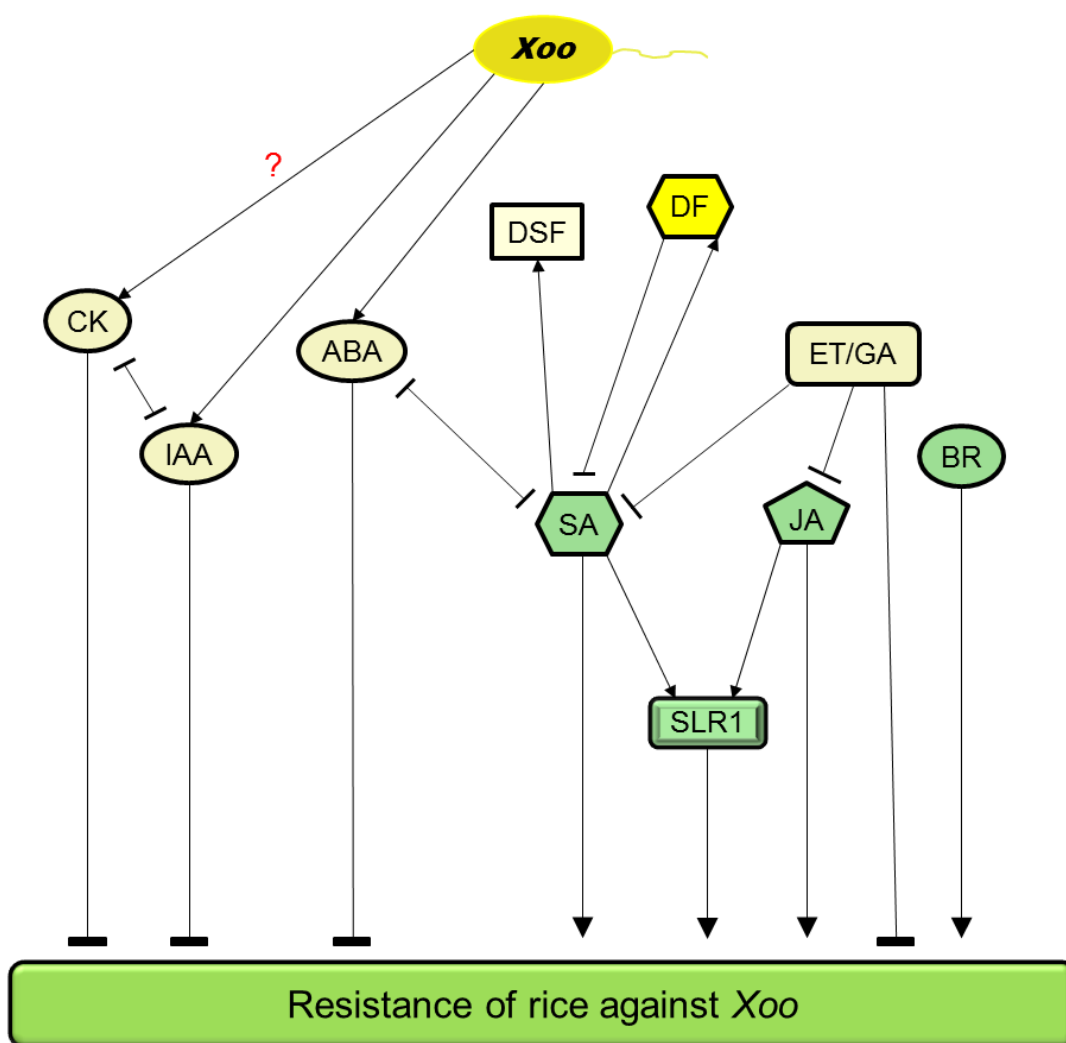 Xoo
?
DF
DSF
CK
ABA
ET/GA
IAA
BR
SA
JA
SLR1
Resistance of rice against Xoo